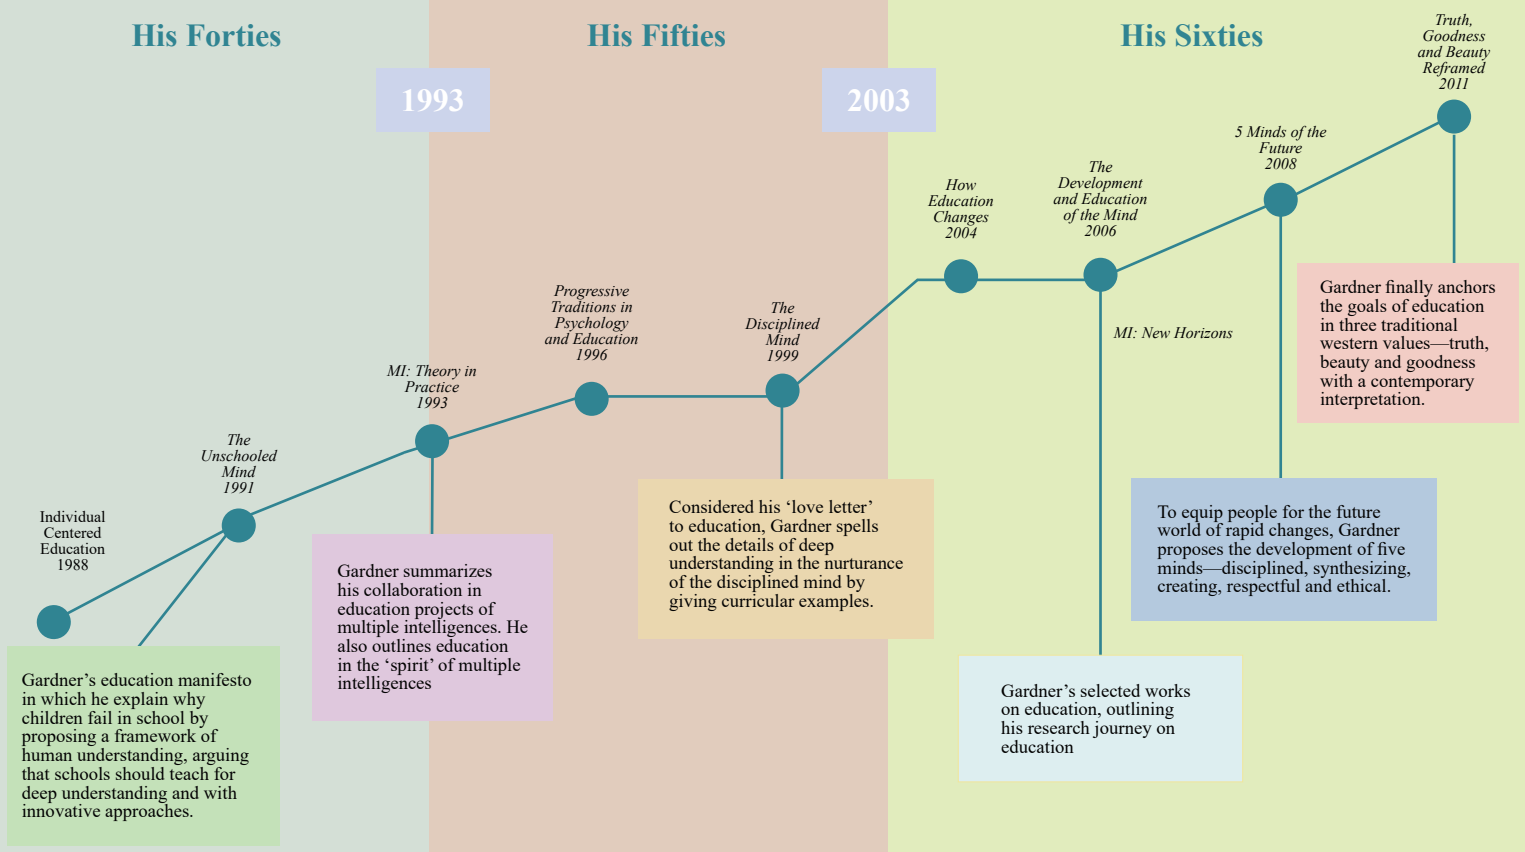 His Forties
His Fifties
His Sixties
1993
2003
Individual
Centered
Education
1988
The
Unschooled
Mind
1991
MI: Theory in
Practice
1993
Progressive
Traditions in
Psychology
and Education
1996
The
Disciplined
Mind
1999
How
Education
Changes
2004
The
Development
and Education
of the Mind
2006
MI: New Horizons
5 Minds of the
Future
2008
Truth,
Goodness
and Beauty
Reframed
2011
Gardner’s education manifesto
in which he explain why
children fail in school by
proposing a framework of
human understanding, arguing
that schools should teach for
deep understanding and with
innovative approaches.
Gardner summarizes
his collaboration in
education projects of
multiple intelligences. He
also outlines education
in the ‘spirit’ of multiple
intelligences
Considered his ‘love letter’
to education, Gardner spells
out the details of deep
understanding in the nurturance
of the disciplined mind by
giving curricular examples.
Gardner’s selected works
on education, outlining
his research journey on
education
To equip people for the future
world of rapid changes, Gardner
proposes the development of five
minds—disciplined, synthesizing,
creating, respectful and ethical.
Gardner finally anchors
the goals of education
in three traditional
western values—truth,
beauty and goodness
with a contemporary
interpretation.